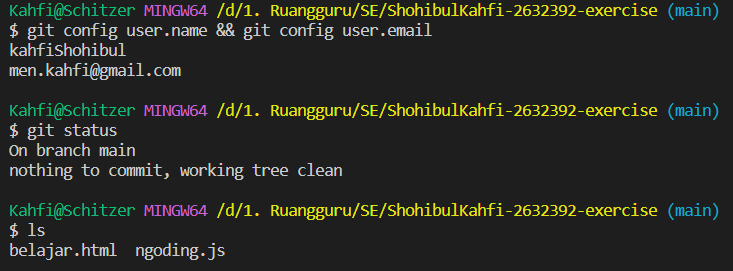 Kahfi@Schitzer MINGW64 /d/1. Ruangguru/SE/ShohibulKahfi-2632392-exercise (main)
$ git config user.name && git config user.email
kahfiShohibul
men.kahfi@gmail.com
Kahfi@Schitzer MINGW64 /d/1. Ruangguru/SE/ShohibulKahfi-2632392-exercise (main)
$ git status
On branch main
nothing to commit, working tree clean
Kahfi@Schitzer MINGW64 /d/1. Ruangguru/SE/ShohibulKahfi-2632392-exercise (main)
$ ls
belajar.html  ngoding.js